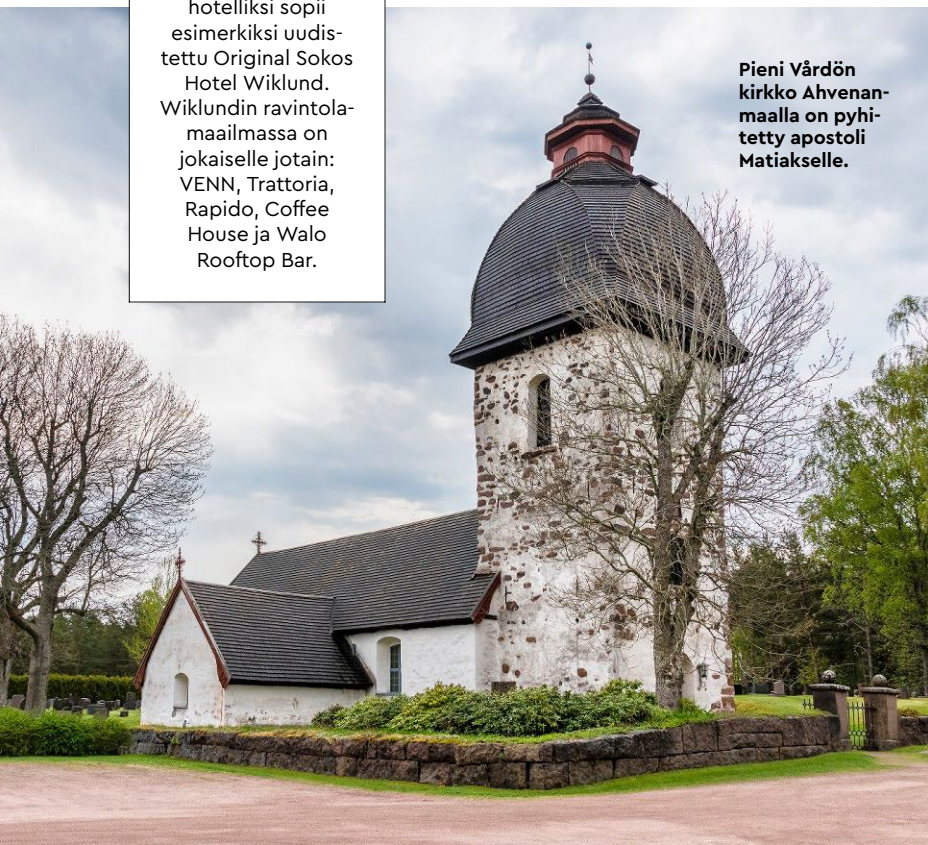 hotelliksi sopii
esimerkiksi uudis-
tettu Original Sokos
Hotel Wiklund.
Wiklundin ravintola-
maailmassa on
jokaiselle jotain:
VENN, Trattoria,
Rapido, Coffee
House ja Walo
Rooftop Bar.
Pieni Vårdön
kirkko Ahvenan-
maalla on pyhi-
tetty apostoli
Matiakselle.